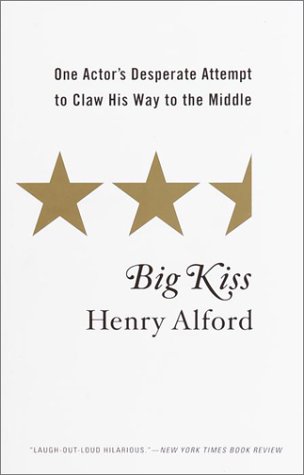 One Actor's Desperate Attempt
to Claw His Way to the Middle
Big Kiss
Henry Alford
"LAUGH-OUT-LOUD HILARIOUS."—NEW YORK TIMES BOOK REVIEW